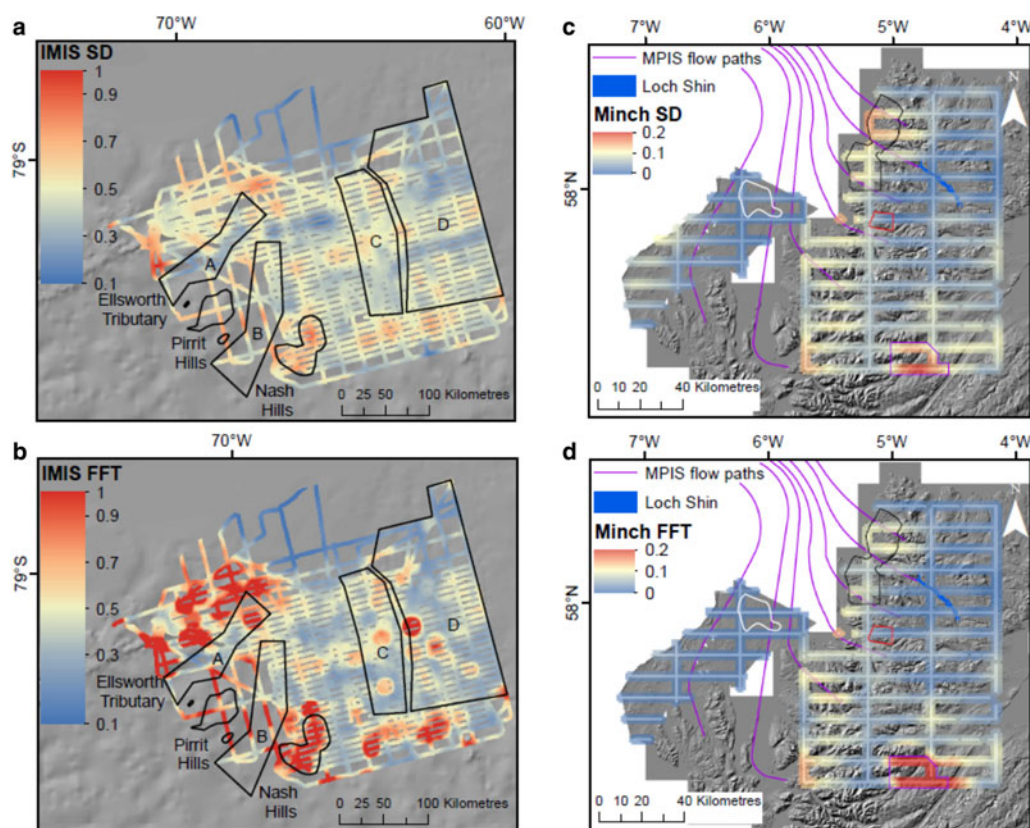 a
70°W
60°W
IMIS SD
1
0.9
0.7
0.5
0.3
0.1
79°S
A
B
C
D
Ellsworth
Tributary
Pirrit
Hills
Nash
Hills
0 25 50 100 Kilometres
c
7°W 6°W 5°W 4°W
MPIS flow paths
Loch Shin
Minch SD
0.2
0.1
0
N
58°N
0 10 20 40 Kilometres
b
70°W
IMIS FFT
1
0.9
0.7
0.5
0.3
0.1
79°S
A
B
C
D
Ellsworth
Tributary
Pirrit
Hills
Nash
Hills
0 25 50 100 Kilometres
d
7°W 6°W 5°W 4°W
MPIS flow paths
Loch Shin
Minch FFT
0.2
0.1
0
N
58°N
0 10 20 40 Kilometres